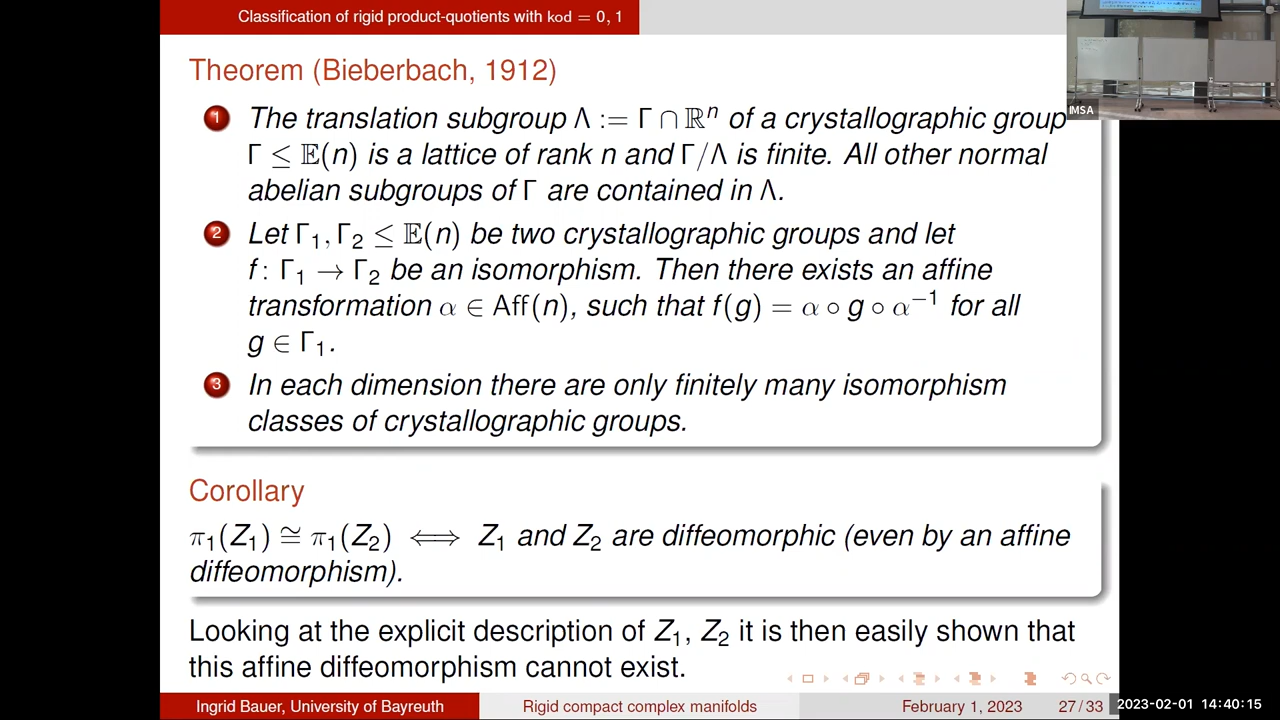 Classification of rigid product-quotients with kod = 0, 1
Theorem (Bieberbach, 1912)
1 The translation subgroup Λ := Γ ∩ ℝⁿ of a crystallographic group
Γ ≤ 𝔼(n) is a lattice of rank n and Γ/Λ is finite. All other normal
abelian subgroups of Γ are contained in Λ.
2 Let Γ₁, Γ₂ ≤ 𝔼(n) be two crystallographic groups and let
f: Γ₁ → Γ₂ be an isomorphism. Then there exists an affine
transformation α ∈ Aff(n), such that f(g) = α ∘ g ∘ α⁻¹ for all
g ∈ Γ₁.
3 In each dimension there are only finitely many isomorphism
classes of crystallographic groups.
Corollary
π₁(Z₁) ≅ π₁(Z₂) ⟺ Z₁ and Z₂ are diffeomorphic (even by an affine
diffeomorphism).
Looking at the explicit description of Z₁, Z₂ it is then easily shown that
this affine diffeomorphism cannot exist.
Ingrid Bauer, University of Bayreuth
Rigid compact complex manifolds
February 1, 2023
27/33
IMSA
2023-02-01 14:40:15